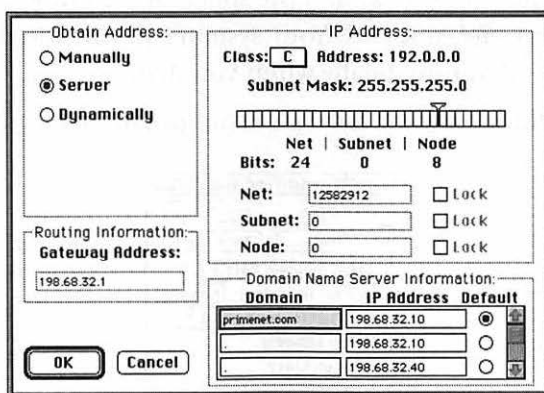 Obtain Address:
Manually
Server
Dynamically
Routing Information:
Gateway Address:
198.68.32.1
OK
Cancel
IP Address:
Class: C Address: 192.0.0.0
Subnet Mask: 255.255.255.0
Net | Subnet | Node
Bits: 24 0 8
Net: 12582912 Lock
Subnet: 0 Lock
Node: 0 Lock
Domain Name Server Information:
Domain IP Address Default
primenet.com 198.68.32.10
. 198.68.32.10
. 198.68.32.40